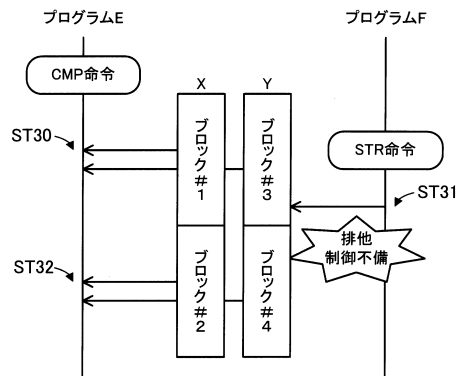 プログラムE
プログラムF
CMP命令
X
Y
ST30
ブロック#1
ブロック#3
STR命令
ST31
排他
制御不備
ST32
ブロック#2
ブロック#4